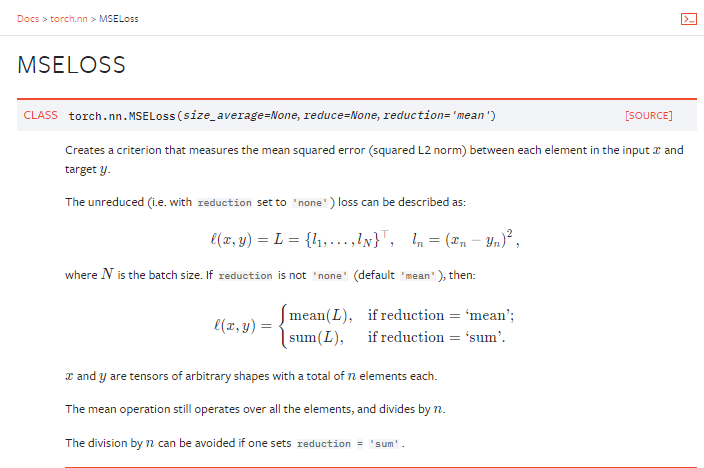 Docs > torch.nn > MSELoss
>_
MSELOSS
CLASS torch.nn.MSELoss(size_average=None, reduce=None, reduction='mean') [SOURCE]
Creates a criterion that measures the mean squared error (squared L2 norm) between each element in the input x and
target y.
The unreduced (i.e. with reduction set to 'none') loss can be described as:
ℓ(x, y) = L = {l₁, …, l_N}^⊤, lₙ = (xₙ − yₙ)²,
where N is the batch size. If reduction is not 'none' (default 'mean'), then:
ℓ(x, y) = { mean(L), if reduction = ‘mean’;
sum(L), if reduction = ‘sum’.
x and y are tensors of arbitrary shapes with a total of n elements each.
The mean operation still operates over all the elements, and divides by n.
The division by n can be avoided if one sets reduction = 'sum'.